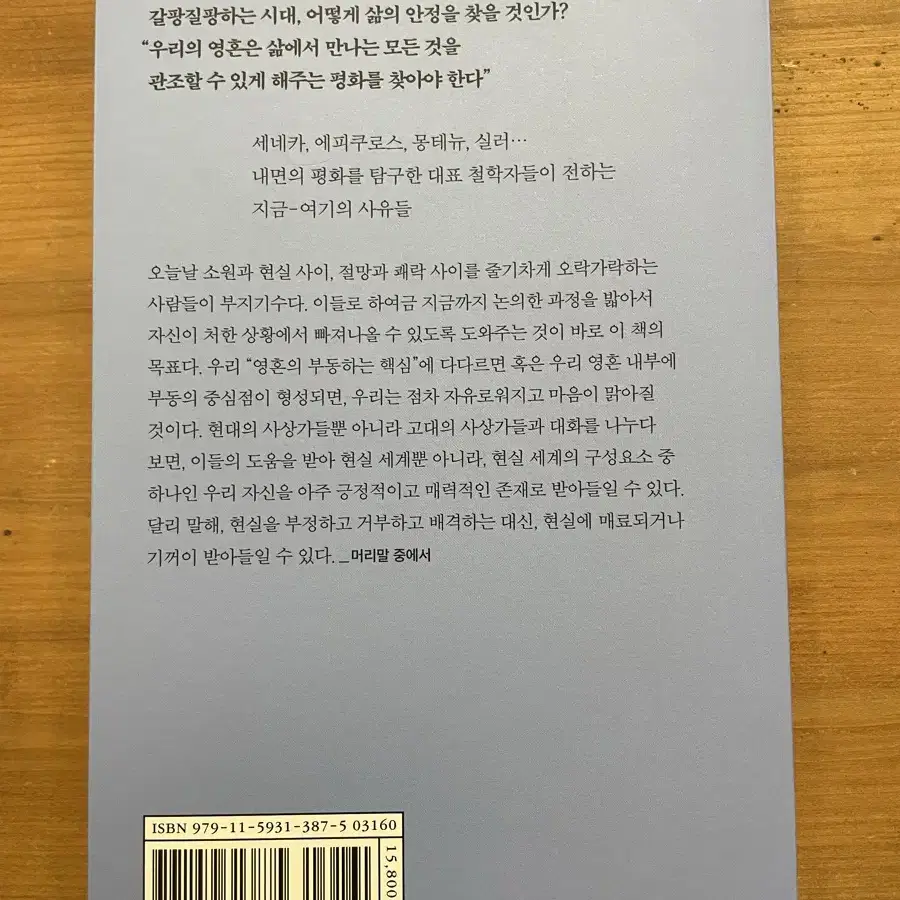 갈팡질팡하는 시대, 어떻게 삶의 안정을 찾을 것인가?
“우리의 영혼은 삶에서 만나는 모든 것을
관조할 수 있게 해주는 평화를 찾아야 한다”
세네카, 에피쿠로스, 몽테뉴, 실러…
내면의 평화를 탐구한 대표 철학자들이 전하는
지금-여기의 사유들
오늘날 소원과 현실 사이, 절망과 쾌락 사이를 줄기차게 오락가락하는
사람들이 부지기수다. 이들로 하여금 지금까지 논의한 과정을 밟아서
자신이 처한 상황에서 빠져나올 수 있도록 도와주는 것이 바로 이 책의
목표다. 우리 “영혼의 부동하는 핵심”에 다다르면 혹은 우리 영혼 내부에
부동의 중심점이 형성되면, 우리는 점차 자유로워지고 마음이 맑아질
것이다. 현대의 사상가들뿐 아니라 고대의 사상가들과 대화를 나누다
보면, 이들의 도움을 받아 현실 세계뿐 아니라, 현실 세계의 구성요소 중
하나인 우리 자신을 아주 긍정적이고 매력적인 존재로 받아들일 수 있다.
달리 말해, 현실을 부정하고 거부하고 배격하는 대신, 현실에 매료되거나
기꺼이 받아들일 수 있다. _머리말 중에서
ISBN 979-11-5931-387-5 03160
15,800